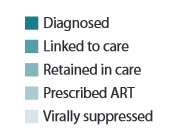 Diagnosed
Linked to care
Retained in care
Prescribed ART
Virally suppressed